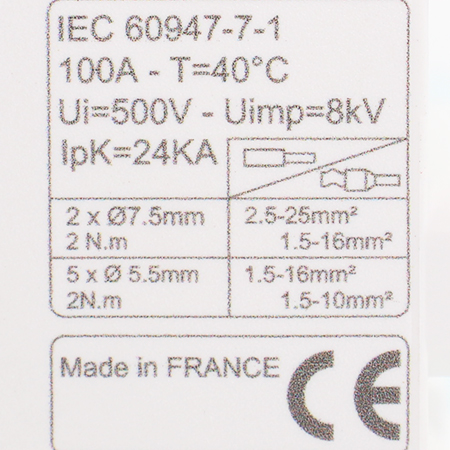 IEC 60947-7-1
100A - T=40°C
Ui=500V - Uimp=8kV
IpK=24KA
2 x Ø7.5mm 2.5-25mm²
2 N.m 1.5-16mm²
5 x Ø 5.5mm 1.5-16mm²
2N.m 1.5-10mm²
Made in FRANCE CE